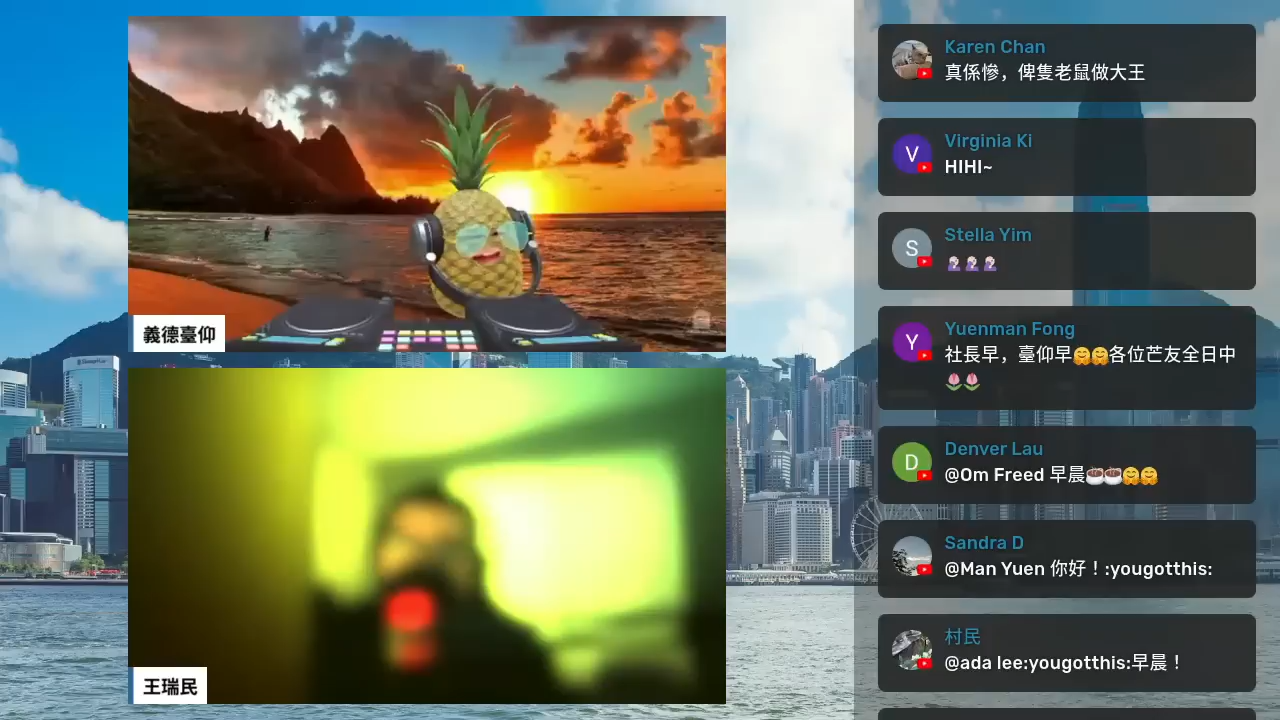 義德臺仰
王瑞民
Karen Chan
真係慘，俾隻老鼠做大王
Virginia Ki
HIHI~
Stella Yim
Yuenman Fong
社長早，臺仰早🤗🤗各位芒友全日中
🌷🌷
Denver Lau
@Om Freed 早晨☕☕🤗🤗
Sandra D
@Man Yuen 你好！:yougotthis:
村民
@ada lee:yougotthis:早晨！
V
S
Y
D